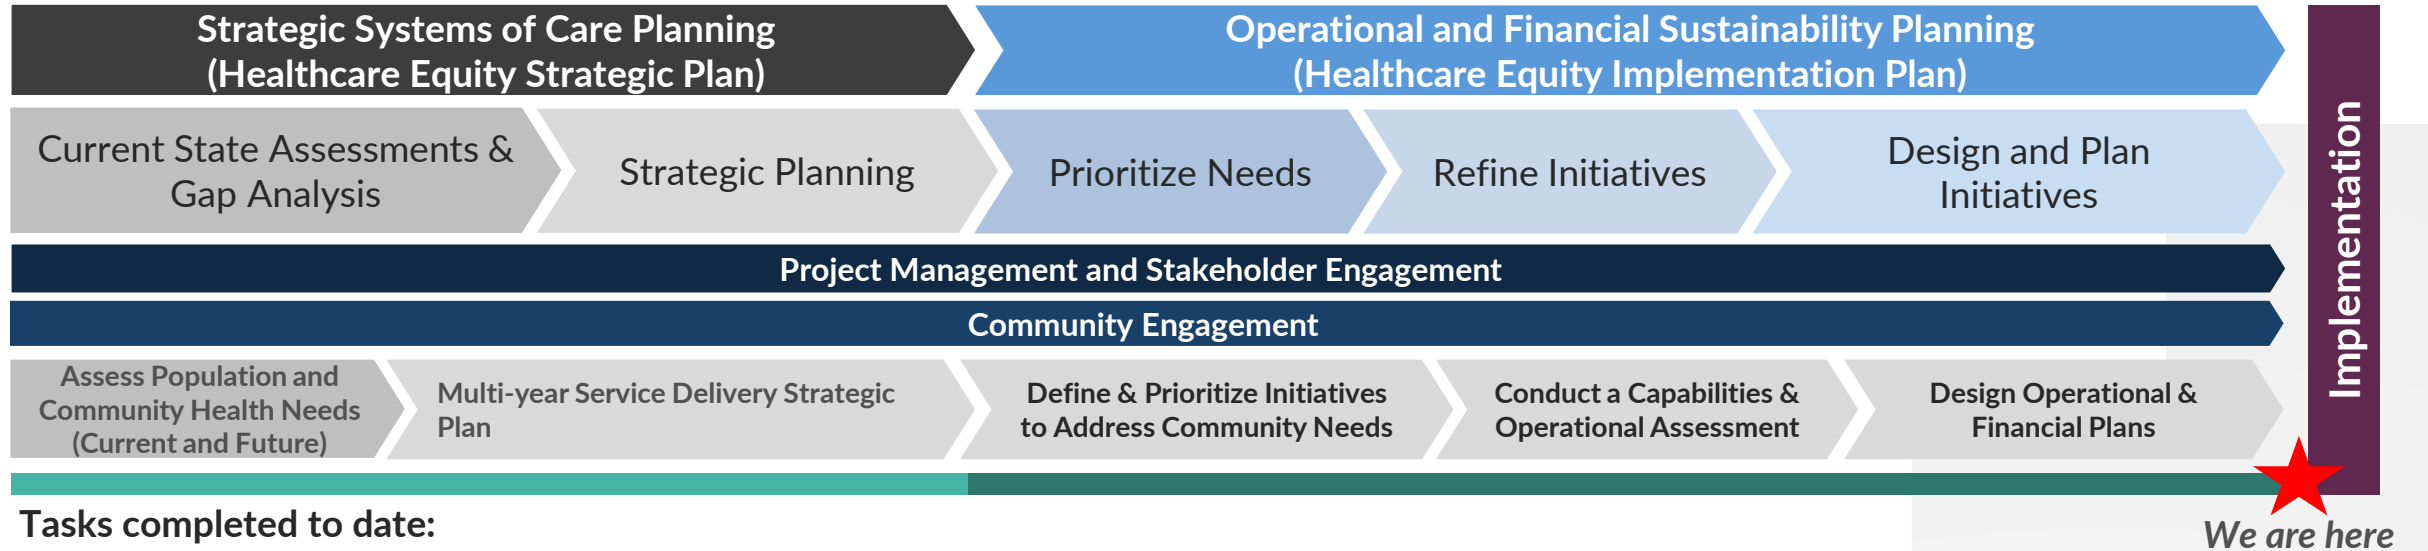 Strategic Systems of Care Planning
(Healthcare Equity Strategic Plan)
Operational and Financial Sustainability Planning
(Healthcare Equity Implementation Plan)
Current State Assessments &
Gap Analysis
Strategic Planning
Prioritize Needs
Refine Initiatives
Design and Plan
Initiatives
Project Management and Stakeholder Engagement
Community Engagement
Assess Population and
Community Health Needs
(Current and Future)
Multi-year Service Delivery Strategic
Plan
Define & Prioritize Initiatives
to Address Community Needs
Conduct a Capabilities &
Operational Assessment
Design Operational &
Financial Plans
Implementation
Tasks completed to date:
We are here